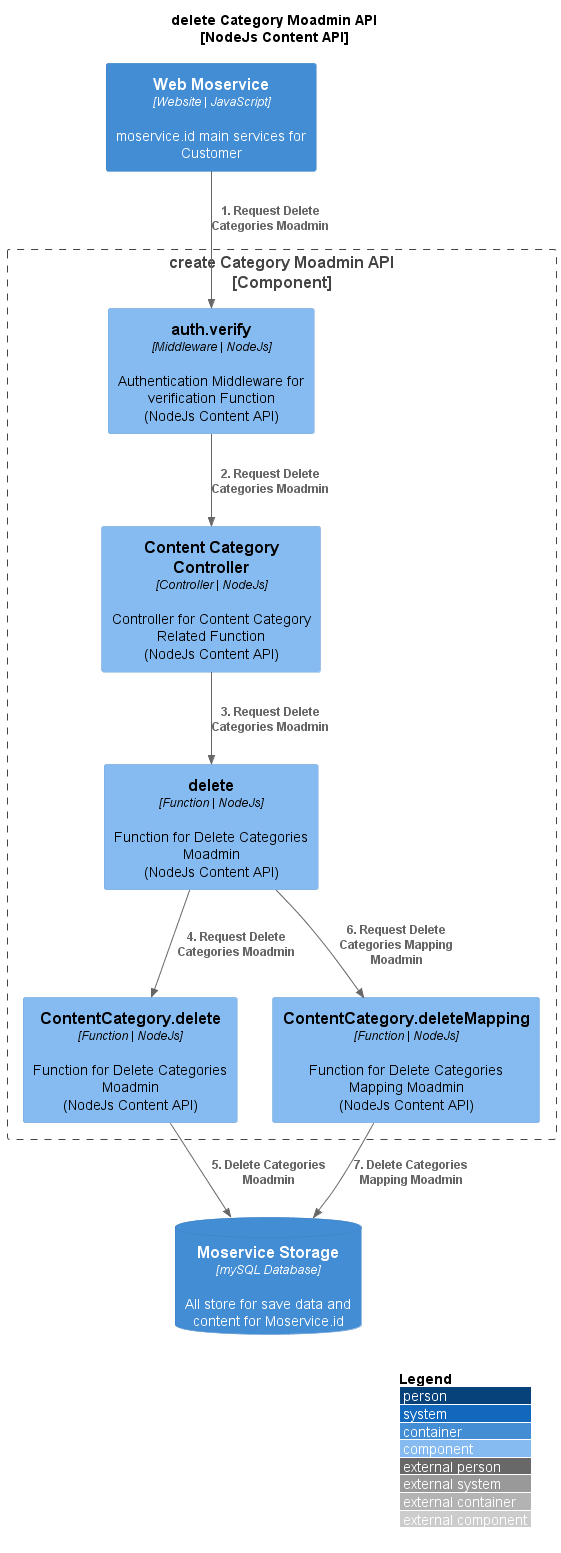 delete Category Moadmin API
[NodeJs Content API]
Web Moservice
[Website | JavaScript]
moservice.id main services for
Customer
1. Request Delete
Categories Moadmin
create Category Moadmin API
[Component]
auth.verify
[Middleware | NodeJs]
Authentication Middleware for
verification Function
(NodeJs Content API)
2. Request Delete
Categories Moadmin
Content Category
Controller
[Controller | NodeJs]
Controller for Content Category
Related Function
(NodeJs Content API)
3. Request Delete
Categories Moadmin
delete
[Function | NodeJs]
Function for Delete Categories
Moadmin
(NodeJs Content API)
4. Request Delete
Categories Moadmin
6. Request Delete
Categories Mapping
Moadmin
ContentCategory.delete
[Function | NodeJs]
Function for Delete Categories
Moadmin
(NodeJs Content API)
ContentCategory.deleteMapping
[Function | NodeJs]
Function for Delete Categories
Mapping Moadmin
(NodeJs Content API)
5. Delete Categories
Moadmin
7. Delete Categories
Mapping Moadmin
Moservice Storage
[mySQL Database]
All store for save data and
content for Moservice.id
Legend
person
system
container
component
external person
external system
external container
external component